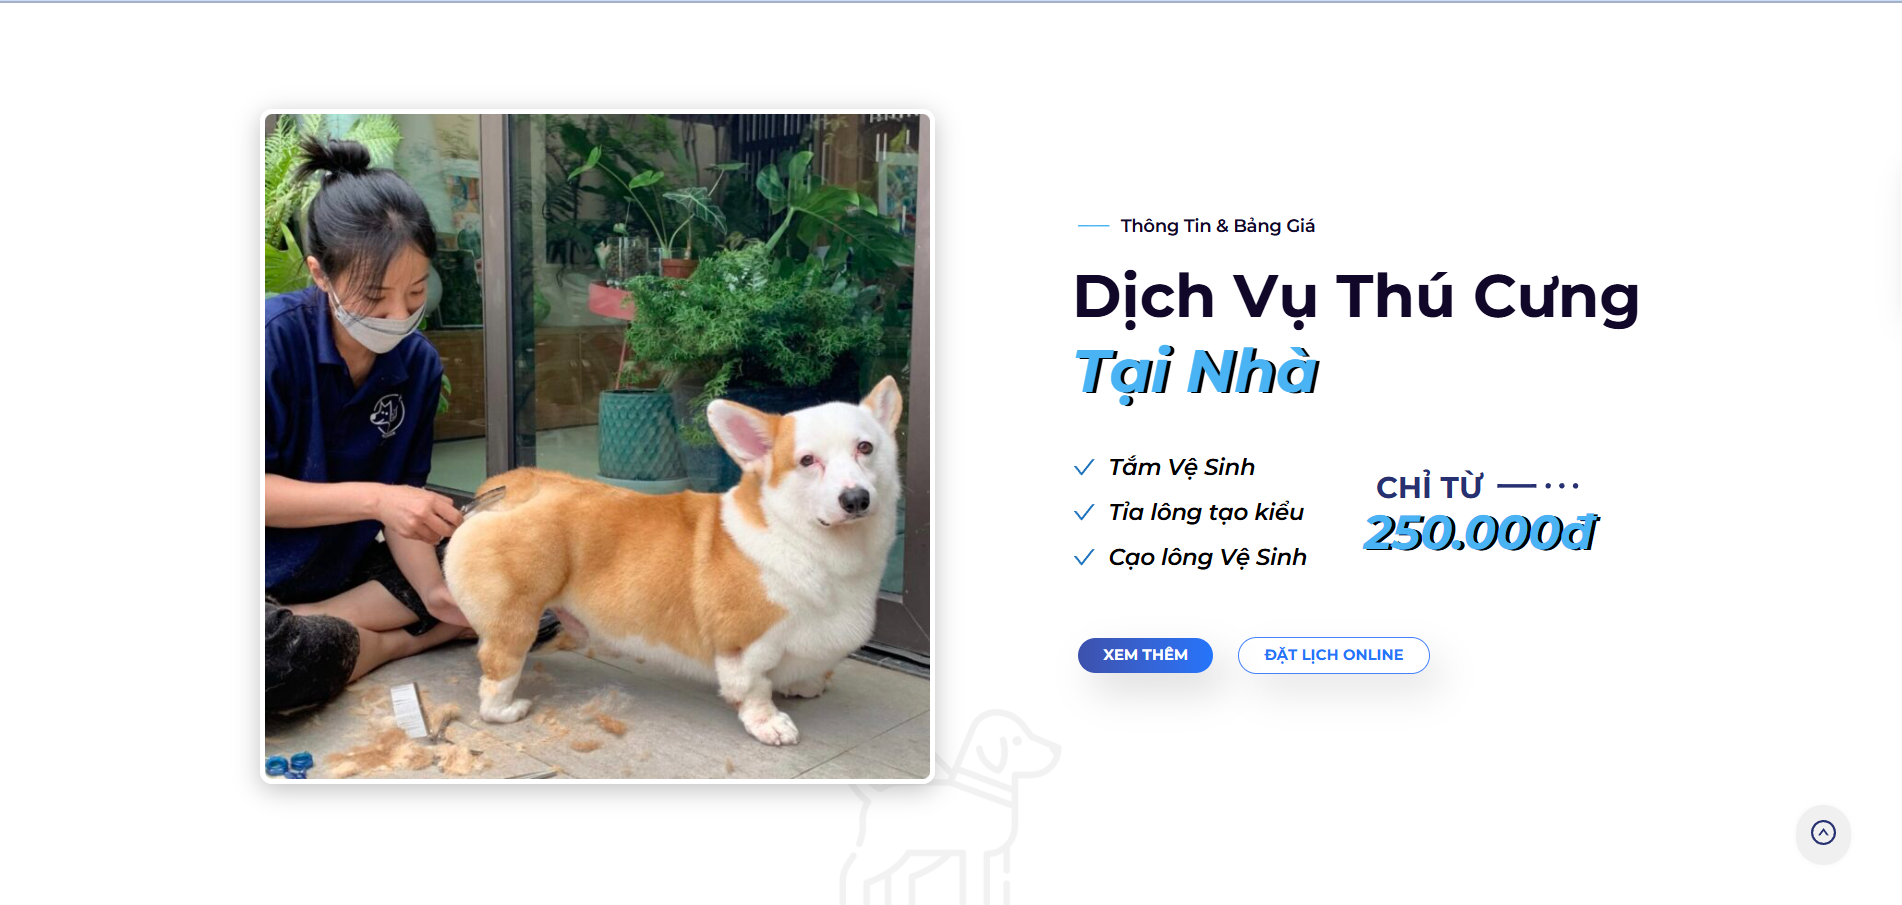 Thông Tin & Bảng Giá
Dịch Vụ Thú Cưng
Tại Nhà
Tắm Vệ Sinh
Tỉa lông tạo kiểu
Cạo lông Vệ Sinh
CHỈ TỪ
250.000đ
XEM THÊM
ĐẶT LỊCH ONLINE